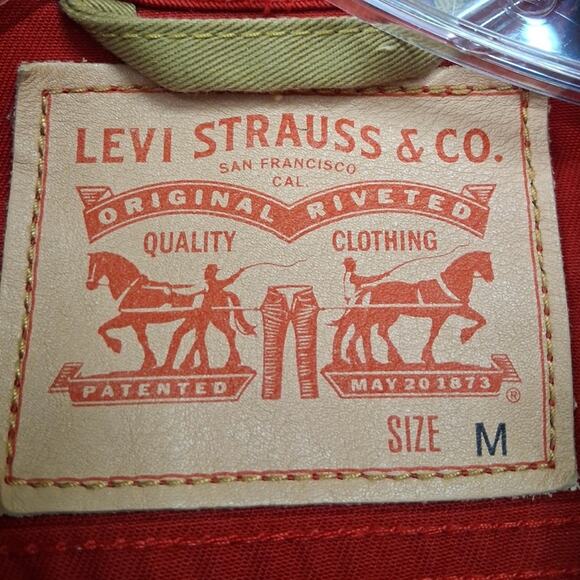 LEVI STRAUSS & CO.
SAN FRANCISCO
CAL.
ORIGINAL RIVETED
QUALITY CLOTHING
PATENTED MAY 20 1873 ®
SIZE M